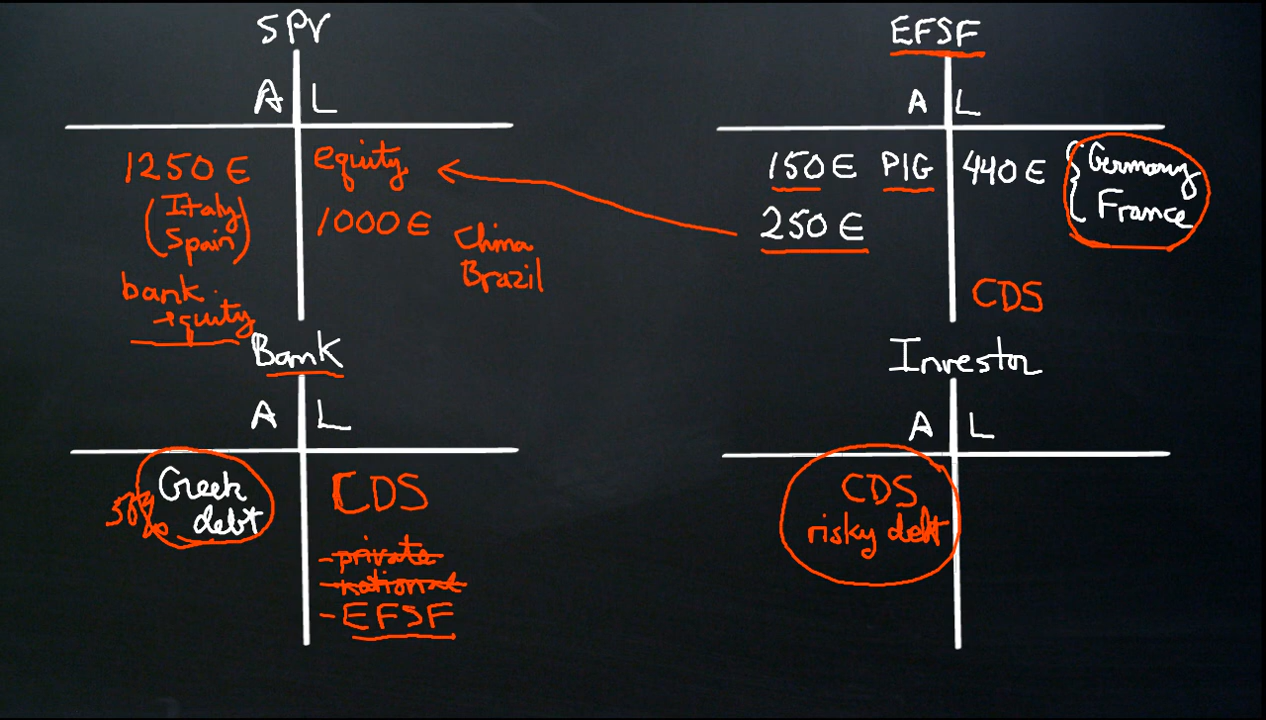 SPV
A L
1250 E
(Italy
Spain)
bank
→ equity
equity
1000 E
China
Brazil
EFSF
A L
150 E PIG
250 E
440 E { Germany
{ France
CDS
Bank
A L
Greek
debt
50%
CDS
- private
- national
- EFSF
Investor
A L
CDS
risky debt